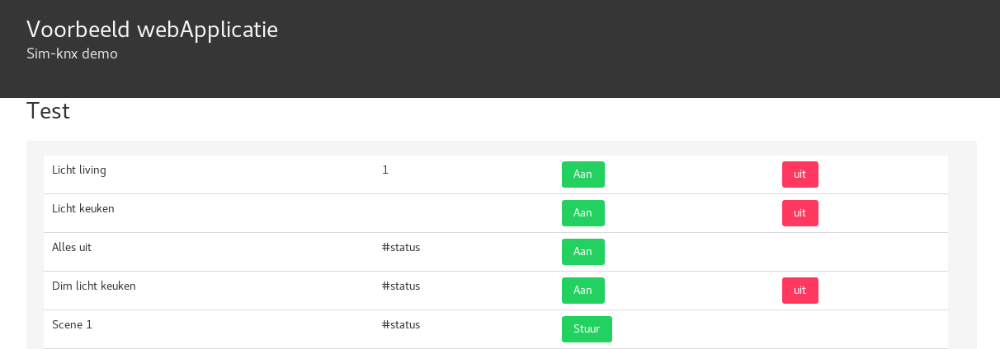 Voorbeeld webApplicatie
Sim-knx demo
Test
Licht living 1 Aan uit
Licht keuken Aan uit
Alles uit #status Aan
Dim licht keuken #status Aan uit
Scene 1 #status Stuur